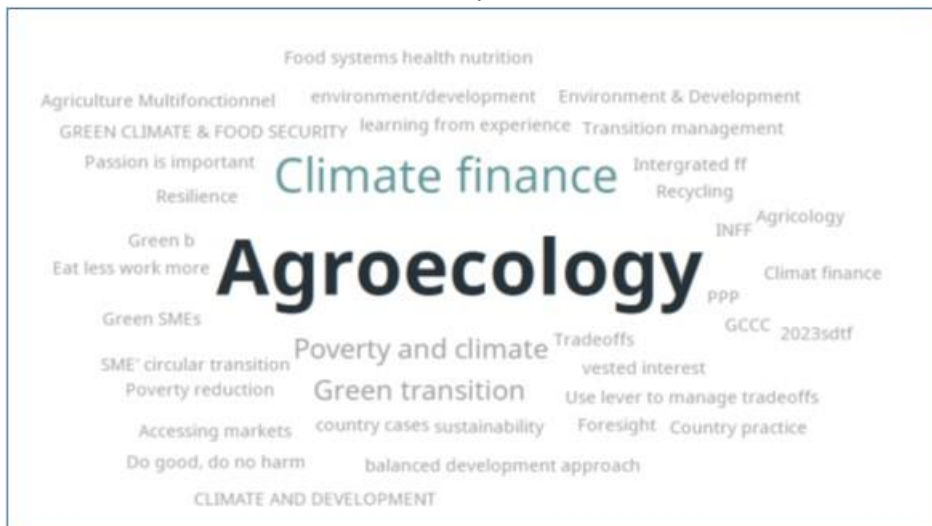 Food systems health nutrition
Agriculture Multifonctionnel
environment/development
Environment & Development
GREEN CLIMATE & FOOD SECURITY
learning from experience
Transition management
Passion is important
Climate finance
Intergrated ff
Resilience
Recycling
Agricology
INFF
Green b
Agroecology
Eat less work more
Climat finance
PPP
Green SMEs
GCCC
2023sdtf
Poverty and climate
Tradeoffs
SME' circular transition
vested interest
Poverty reduction
Green transition
Use lever to manage tradeoffs
Accessing markets
country cases
sustainability
Foresight
Country practice
Do good, do no harm
balanced development approach
CLIMATE AND DEVELOPMENT